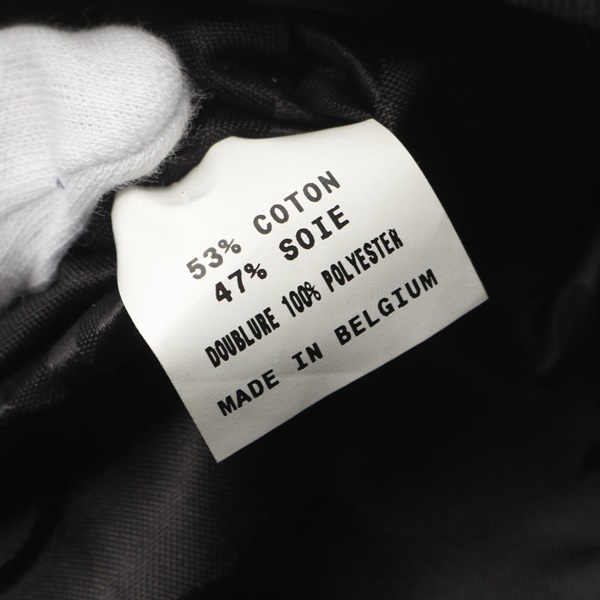 53% COTON
47% SOIE
DOUBLURE 100% POLYESTER
MADE IN BELGIUM